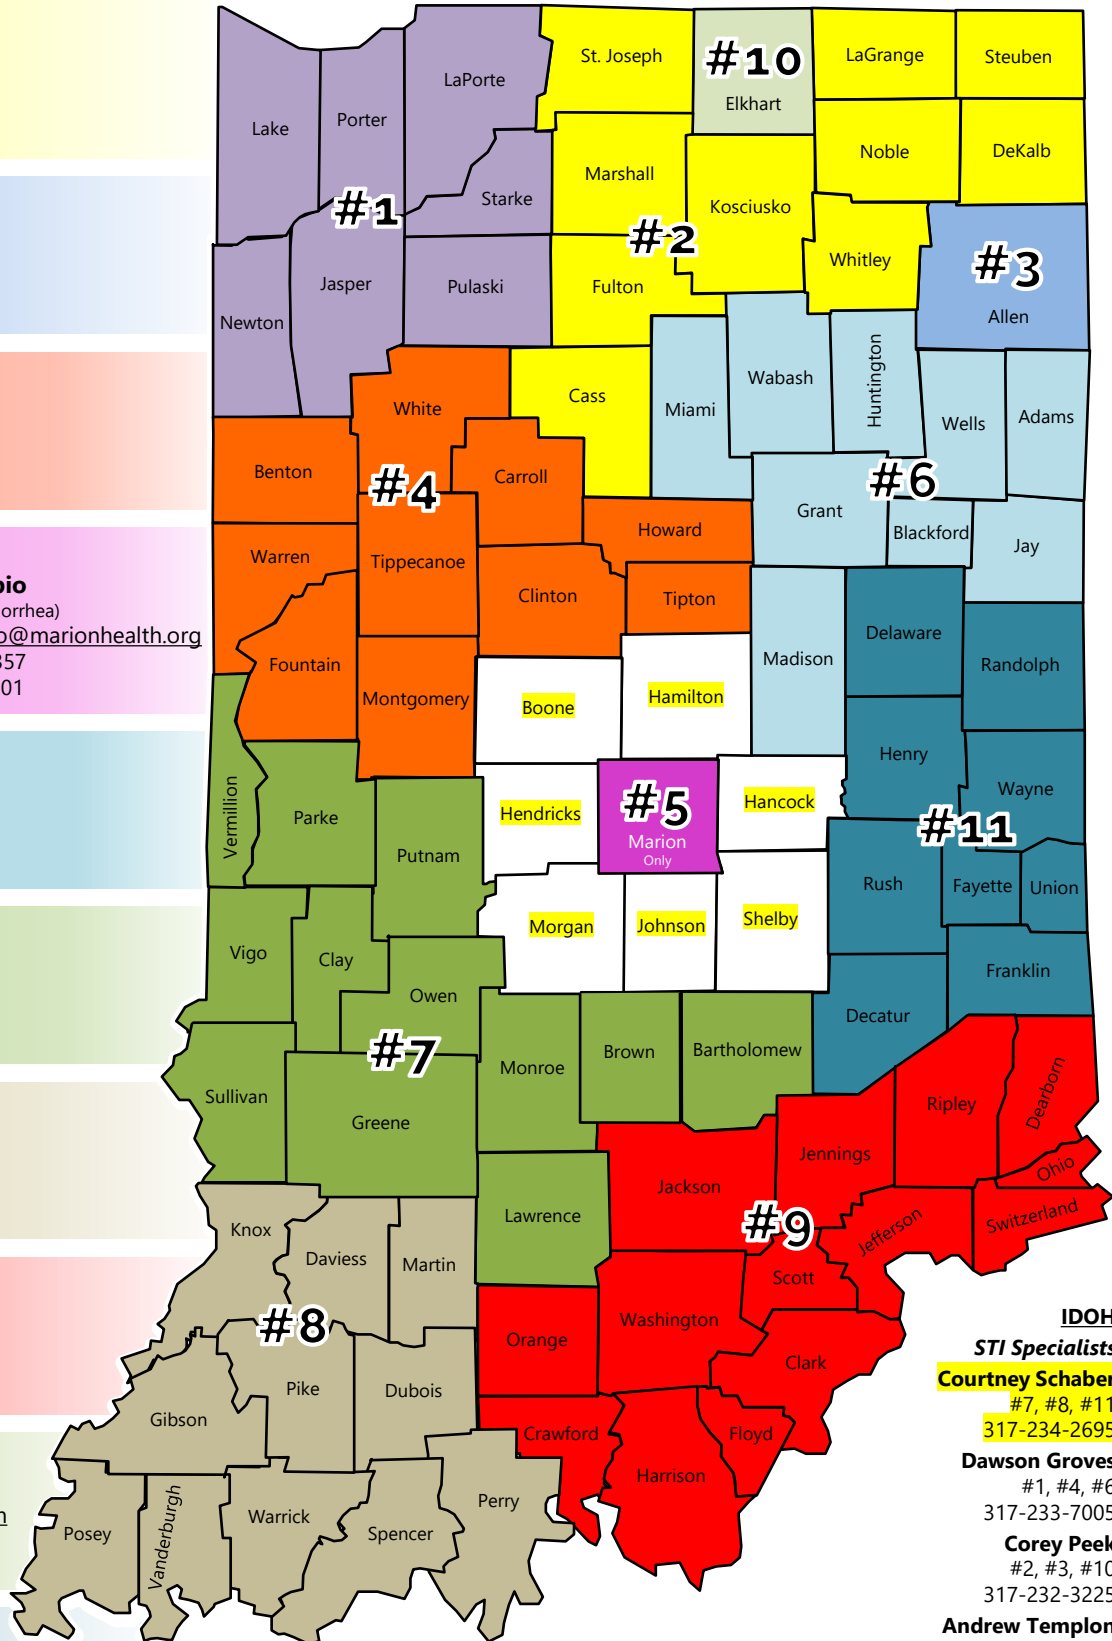 St. Joseph
#10
Elkhart
LaGrange
Steuben
LaPorte
Lake
Porter
Marshall
Noble
DeKalb
Starke
#1
Kosciusko
#2
Whitley
#3
Allen
Jasper
Pulaski
Fulton
Newton
Wabash
Huntington
White
Cass
Miami
Wells
Adams
Benton
#4
Carroll
#6
Grant
Howard
Blackford
Jay
Warren
Tippecanoe
Clinton
Tipton
bio
orrhea)
o@marionhealth.org
357
01
Fountain
Montgomery
Boone
Hamilton
Madison
Delaware
Randolph
Henry
Wayne
Vermillion
Parke
Putnam
Hendricks
#5
Marion
Only
Hancock
#11
Rush
Fayette
Union
Vigo
Clay
Morgan
Johnson
Shelby
Owen
Franklin
Decatur
#7
Monroe
Brown
Bartholomew
Sullivan
Greene
Ripley
Dearborn
Jennings
Ohio
Jackson
Lawrence
#9
Jefferson
Switzerland
Knox
Daviess
Martin
Scott
#8
Orange
Washington
Clark
Gibson
Pike
Dubois
Crawford
Floyd
Harrison
Posey
Vanderburgh
Warrick
Spencer
Perry
IDOH
STI Specialists
Courtney Schaber
#7, #8, #11
317-234-2695
Dawson Groves
#1, #4, #6
317-233-7005
Corey Peek
#2, #3, #10
317-232-3225
Andrew Templon